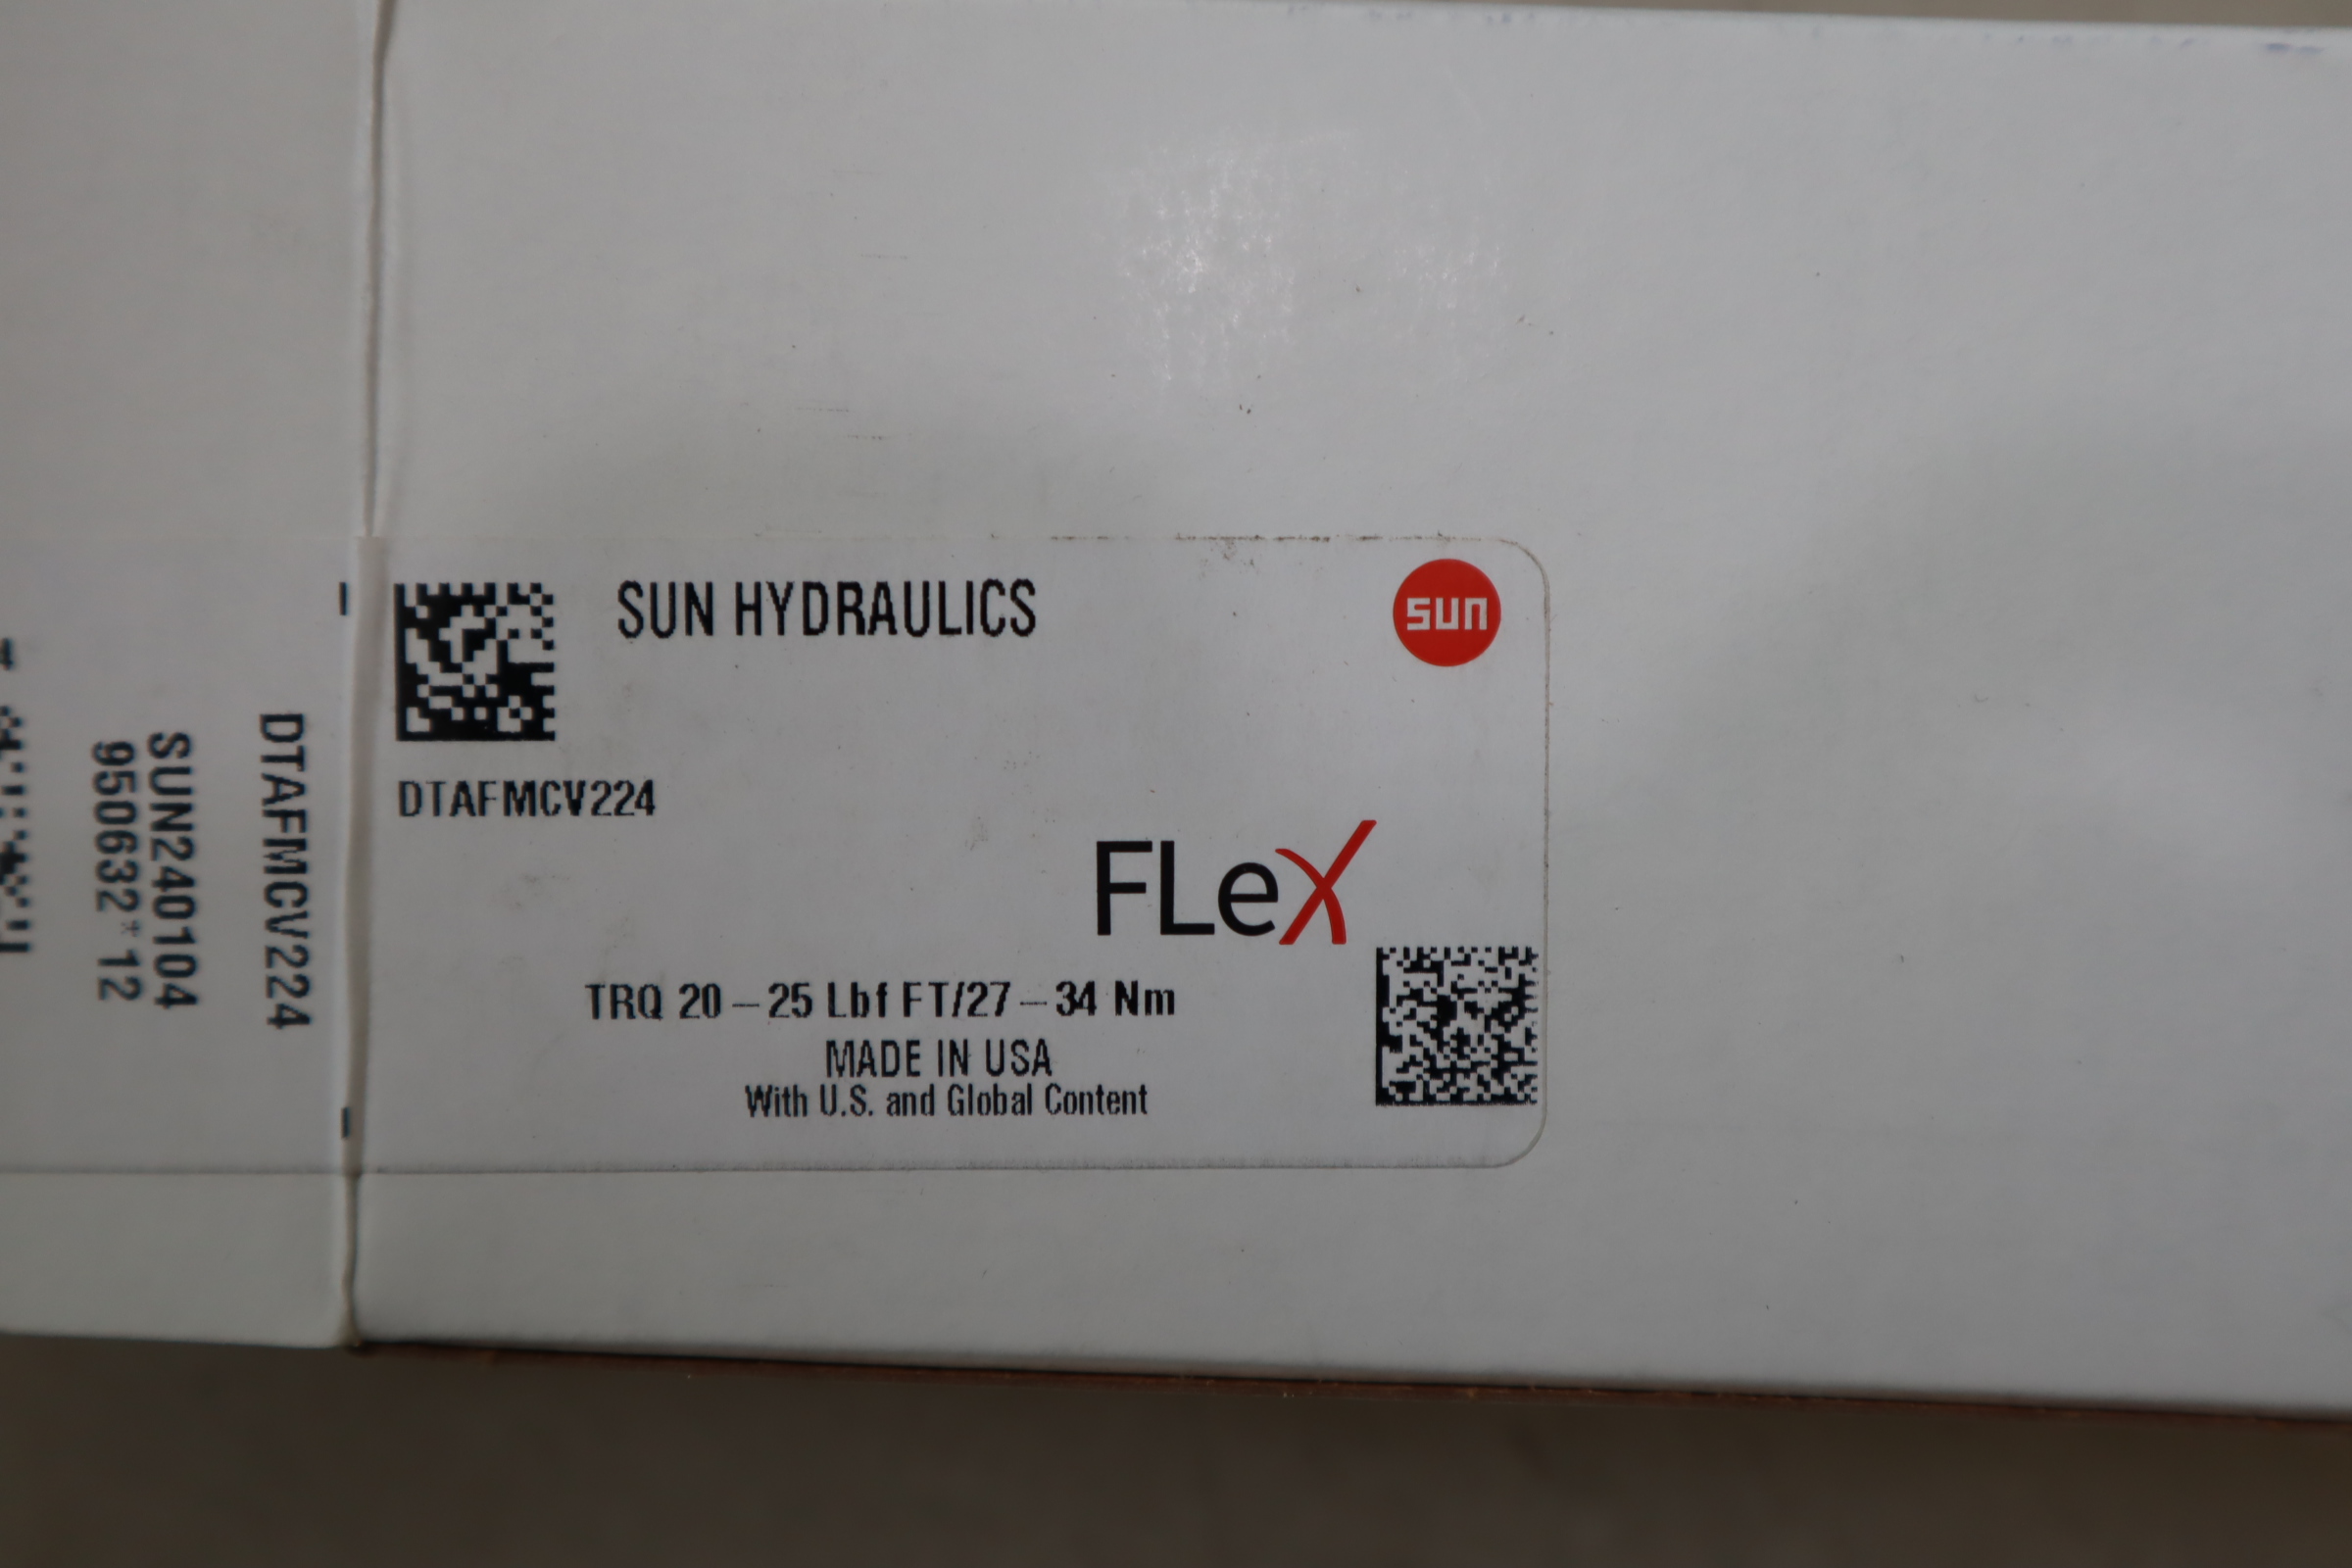 SUN HYDRAULICS
sun
DTAFMCV224
FLeX
TRQ 20–25 Lbf FT/27–34 Nm
MADE IN USA
With U.S. and Global Content
DTAFMCV224
SUN240104
950632*12